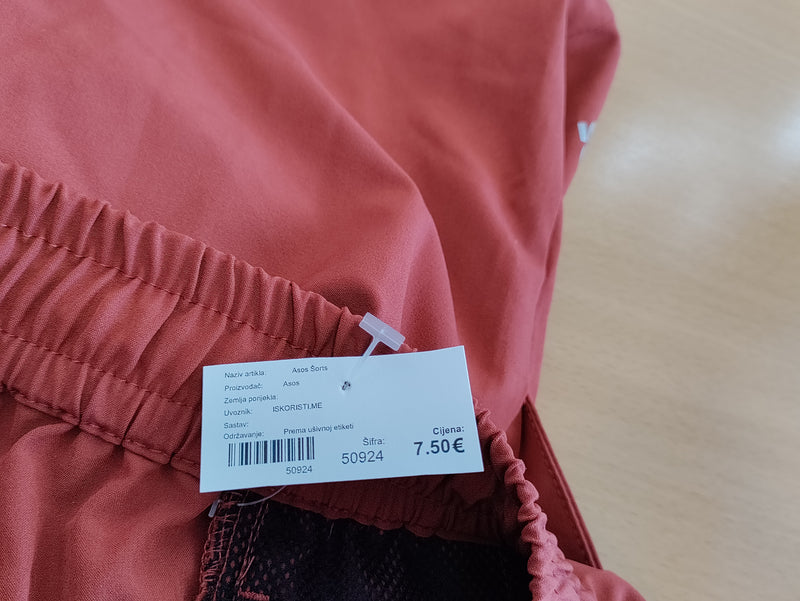 Naziv artikla: Asos Šorts
Proizvođač: Asos
Zemlja porijekla:
Uvoznik: ISKORISTI.ME
Sastav:
Održavanje: Prema ušivnoj etiketi
Šifra: Cijena:
50924 50924 7.50€